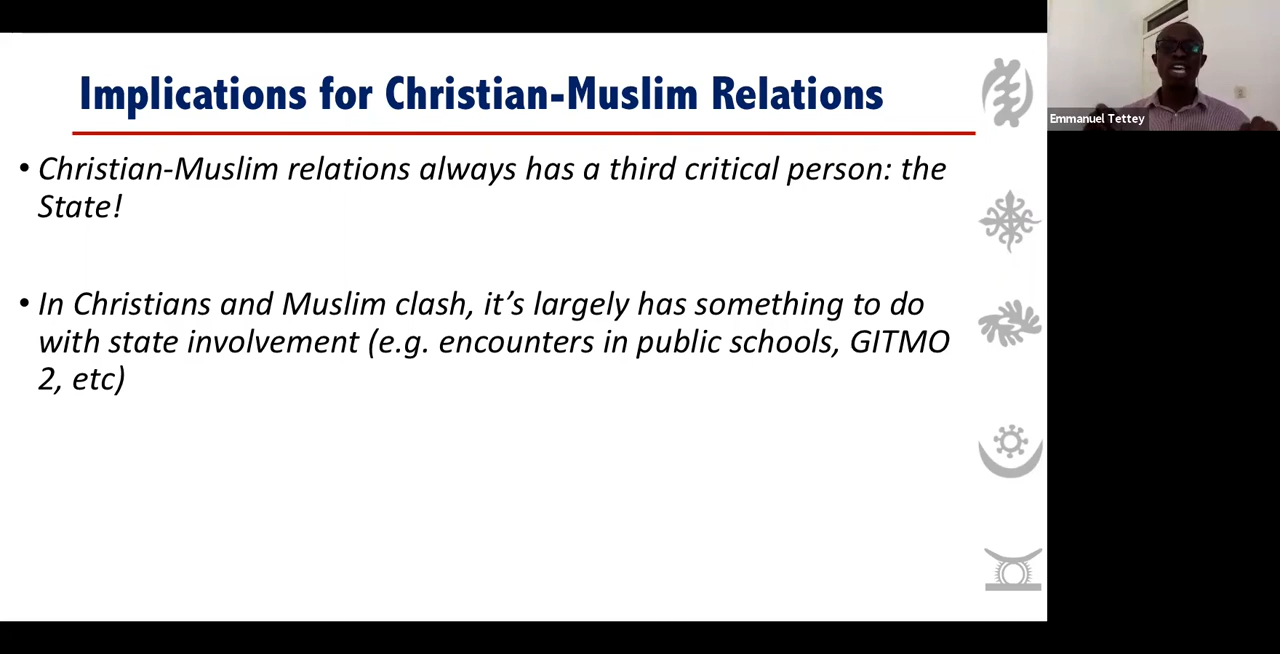 Implications for Christian-Muslim Relations
• Christian-Muslim relations always has a third critical person: the
State!
• In Christians and Muslim clash, it’s largely has something to do
with state involvement (e.g. encounters in public schools, GITMO
2, etc)
Emmanuel Tettey